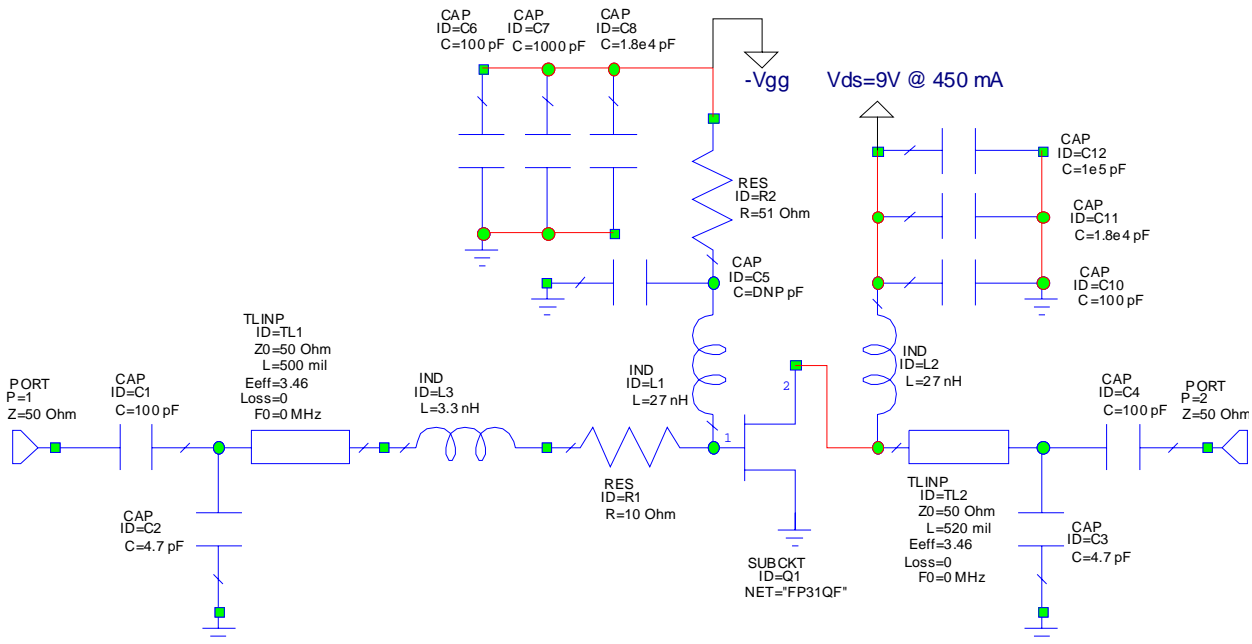 CAP
ID=C6
C=100 pF
CAP
ID=C7
C=1000 pF
CAP
ID=C8
C=1.8e4 pF
-Vgg
Vds=9V @ 450 mA
CAP
ID=C12
C=1e5 pF
RES
ID=R2
R=51 Ohm
CAP
ID=C11
C=1.8e4 pF
CAP
ID=C5
C=DNP pF
CAP
ID=C10
C=100 pF
TLINP
ID=TL1
Z0=50 Ohm
L=500 mil
Eeff=3.46
Loss=0
F0=0 MHz
IND
ID=L1
L=27 nH
IND
ID=L2
L=27 nH
PORT
P=1
Z=50 Ohm
CAP
ID=C1
C=100 pF
IND
ID=L3
L=3.3 nH
2
1
CAP
ID=C4
C=100 pF
PORT
P=2
Z=50 Ohm
RES
ID=R1
R=10 Ohm
TLINP
ID=TL2
Z0=50 Ohm
L=520 mil
Eeff=3.46
Loss=0
F0=0 MHz
CAP
ID=C2
C=4.7 pF
CAP
ID=C3
C=4.7 pF
SUBCKT
ID=Q1
NET="FP31QF"